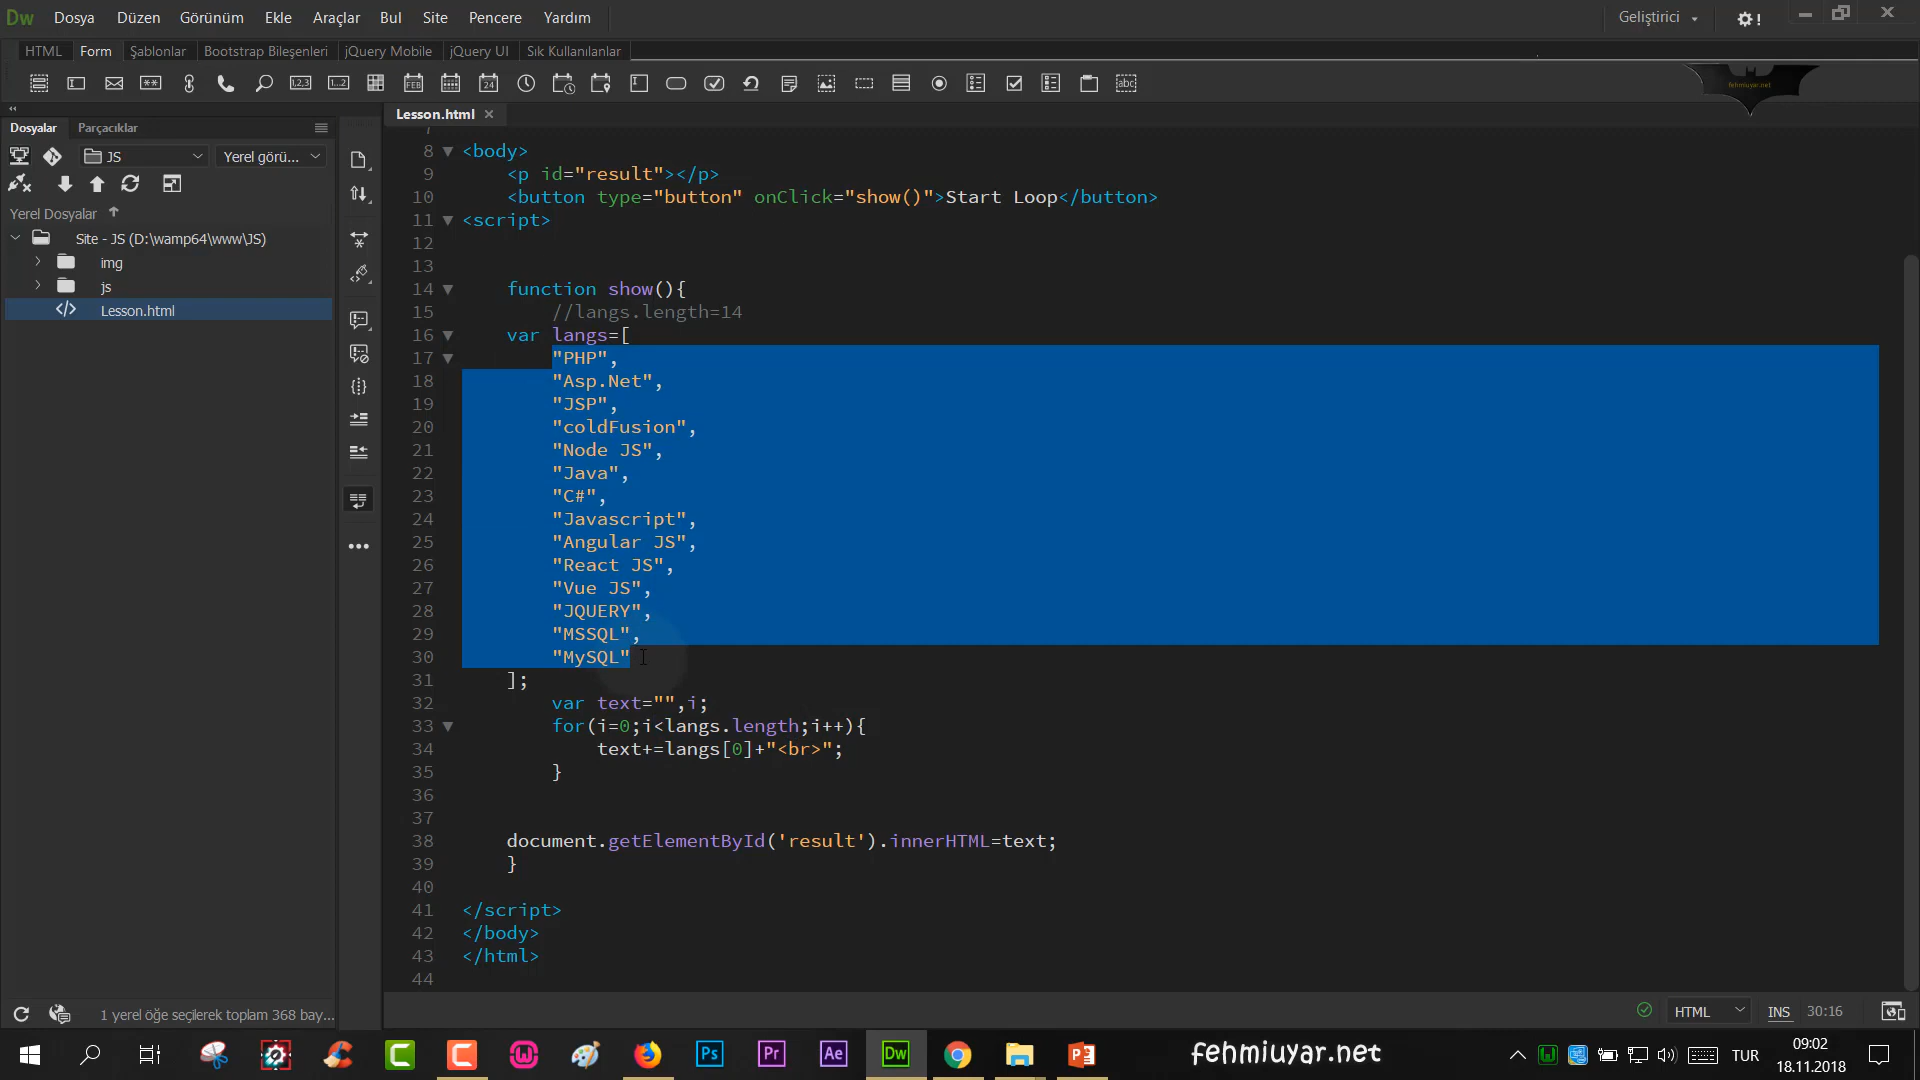 Dw Dosya Düzen Görünüm Ekle Araçlar Bul Site Pencere Yardım Geliştirici
HTML Form Şablonlar Bootstrap Bileşenleri jQuery Mobile jQuery UI Sık Kullanılanlar
fehmiuyar.net
Dosyalar Parçacıklar
Lesson.html
JS Yerel görü...
Yerel Dosyalar
Site - JS (D:\wamp64\www\JS)
img
js
Lesson.html
7
8 <body>
9 <p id="result"></p>
10 <button type="button" onClick="show()">Start Loop</button>
11 <script>
12
13
14 function show(){
15 //langs.length=14
16 var langs=[
17 "PHP",
18 "Asp.Net",
19 "JSP",
20 "coldFusion",
21 "Node JS",
22 "Java",
23 "C#",
24 "Javascript",
25 "Angular JS",
26 "React JS",
27 "Vue JS",
28 "JQUERY",
29 "MSSQL",
30 "MySQL"
31 ];
32 var text="",i;
33 for(i=0;i<langs.length;i++){
34 text+=langs[0]+"<br>";
35 }
36
37
38 document.getElementById('result').innerHTML=text;
39 }
40
41 </script>
42 </body>
43 </html>
44
1 yerel öğe seçilerek toplam 368 bay...
HTML INS 30:16
Ps Pr Ae Dw
fehmiuyar.net
TUR
09:02
18.11.2018